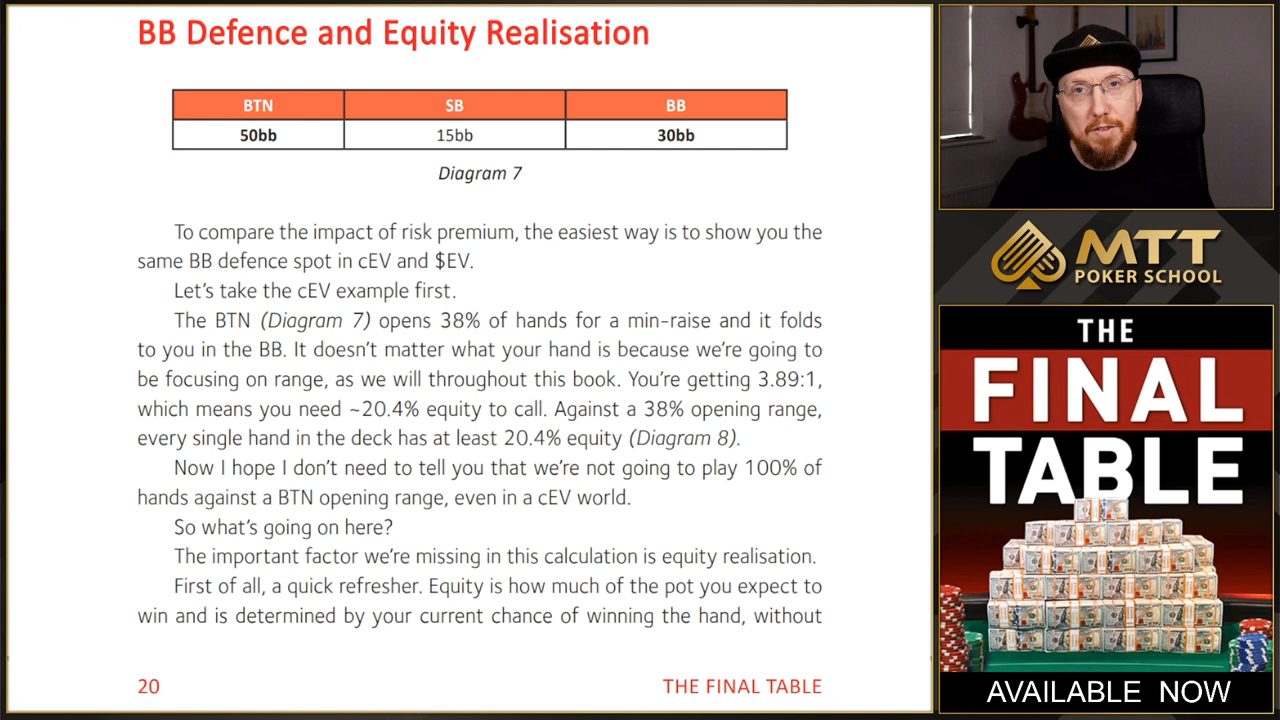 BB Defence and Equity Realisation
BTN SB BB
50bb 15bb 30bb
Diagram 7
To compare the impact of risk premium, the easiest way is to show you the
same BB defence spot in cEV and $EV.
Let's take the cEV example first.
The BTN (Diagram 7) opens 38% of hands for a min-raise and it folds
to you in the BB. It doesn't matter what your hand is because we're going to
be focusing on range, as we will throughout this book. You're getting 3.89:1,
which means you need ~20.4% equity to call. Against a 38% opening range,
every single hand in the deck has at least 20.4% equity (Diagram 8).
Now I hope I don't need to tell you that we're not going to play 100% of
hands against a BTN opening range, even in a cEV world.
So what's going on here?
The important factor we're missing in this calculation is equity realisation.
First of all, a quick refresher. Equity is how much of the pot you expect to
win and is determined by your current chance of winning the hand, without
20 THE FINAL TABLE
MTT
POKER SCHOOL
THE
FINAL
TABLE
AVAILABLE NOW